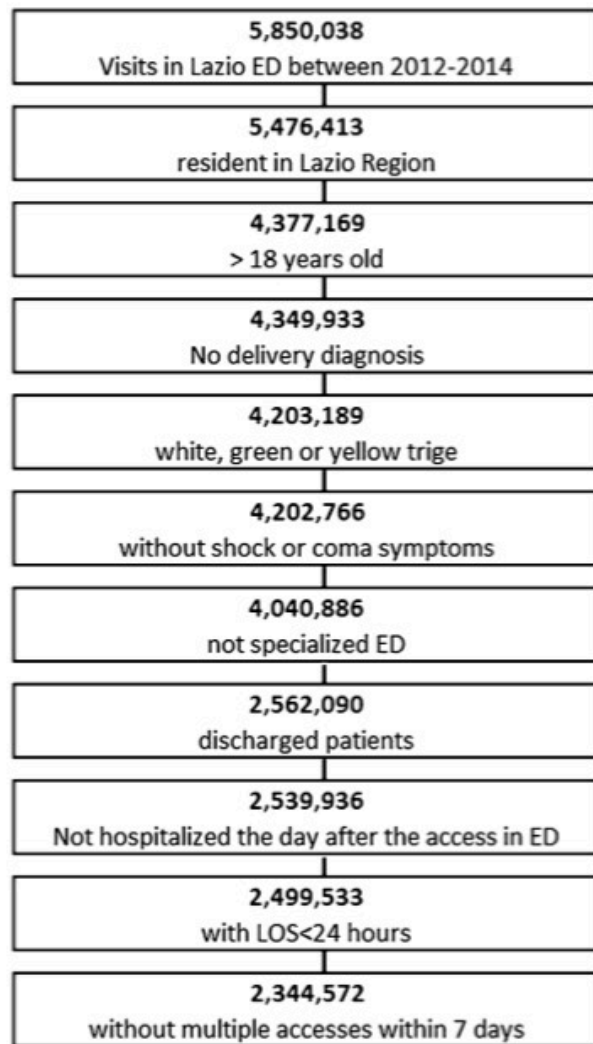 5,850,038
Visits in Lazio ED between 2012-2014
5,476,413
resident in Lazio Region
4,377,169
> 18 years old
4,349,933
No delivery diagnosis
4,203,189
white, green or yellow trige
4,202,766
without shock or coma symptoms
4,040,886
not specialized ED
2,562,090
discharged patients
2,539,936
Not hospitalized the day after the access in ED
2,499,533
with LOS<24 hours
2,344,572
without multiple accesses within 7 days